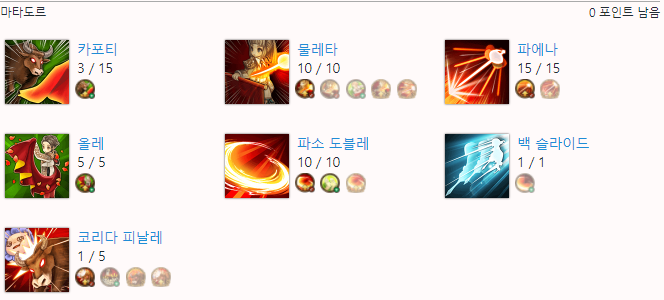 마타도르
0 포인트 남음
카포티
3 / 15
물레타
10 / 10
파에나
15 / 15
올레
5 / 5
파소 도블레
10 / 10
백 슬라이드
1 / 1
코리다 피날레
1 / 5